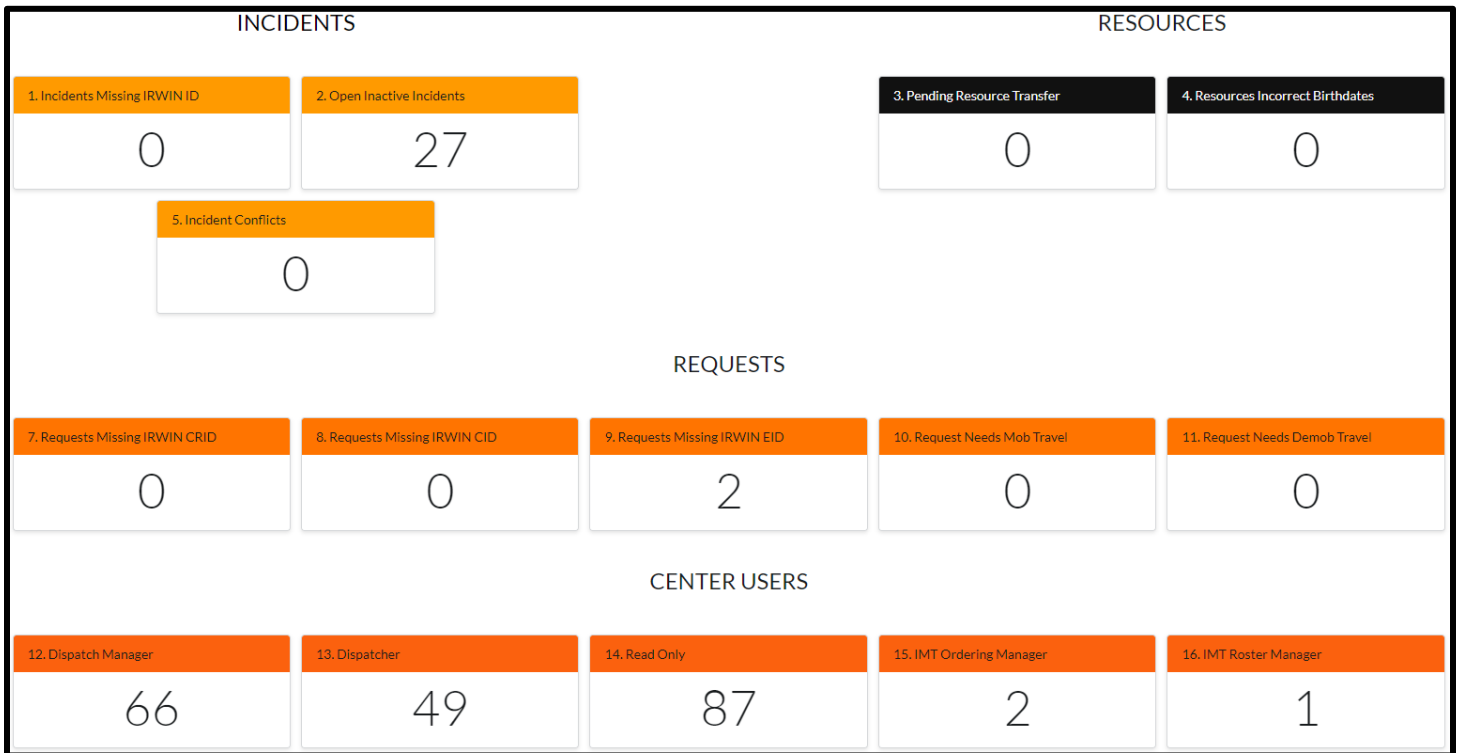 INCIDENTS
RESOURCES
1. Incidents Missing IRWIN ID
2. Open Inactive Incidents
3. Pending Resource Transfer
4. Resources Incorrect Birthdates
0
27
0
0
5. Incident Conflicts
0
REQUESTS
7. Requests Missing IRWIN CRID
8. Requests Missing IRWIN CID
9. Requests Missing IRWIN EID
10. Request Needs Mob Travel
11. Request Needs Demob Travel
0
0
2
0
0
CENTER USERS
12. Dispatch Manager
13. Dispatcher
14. Read Only
15. IMT Ordering Manager
16. IMT Roster Manager
66
49
87
2
1